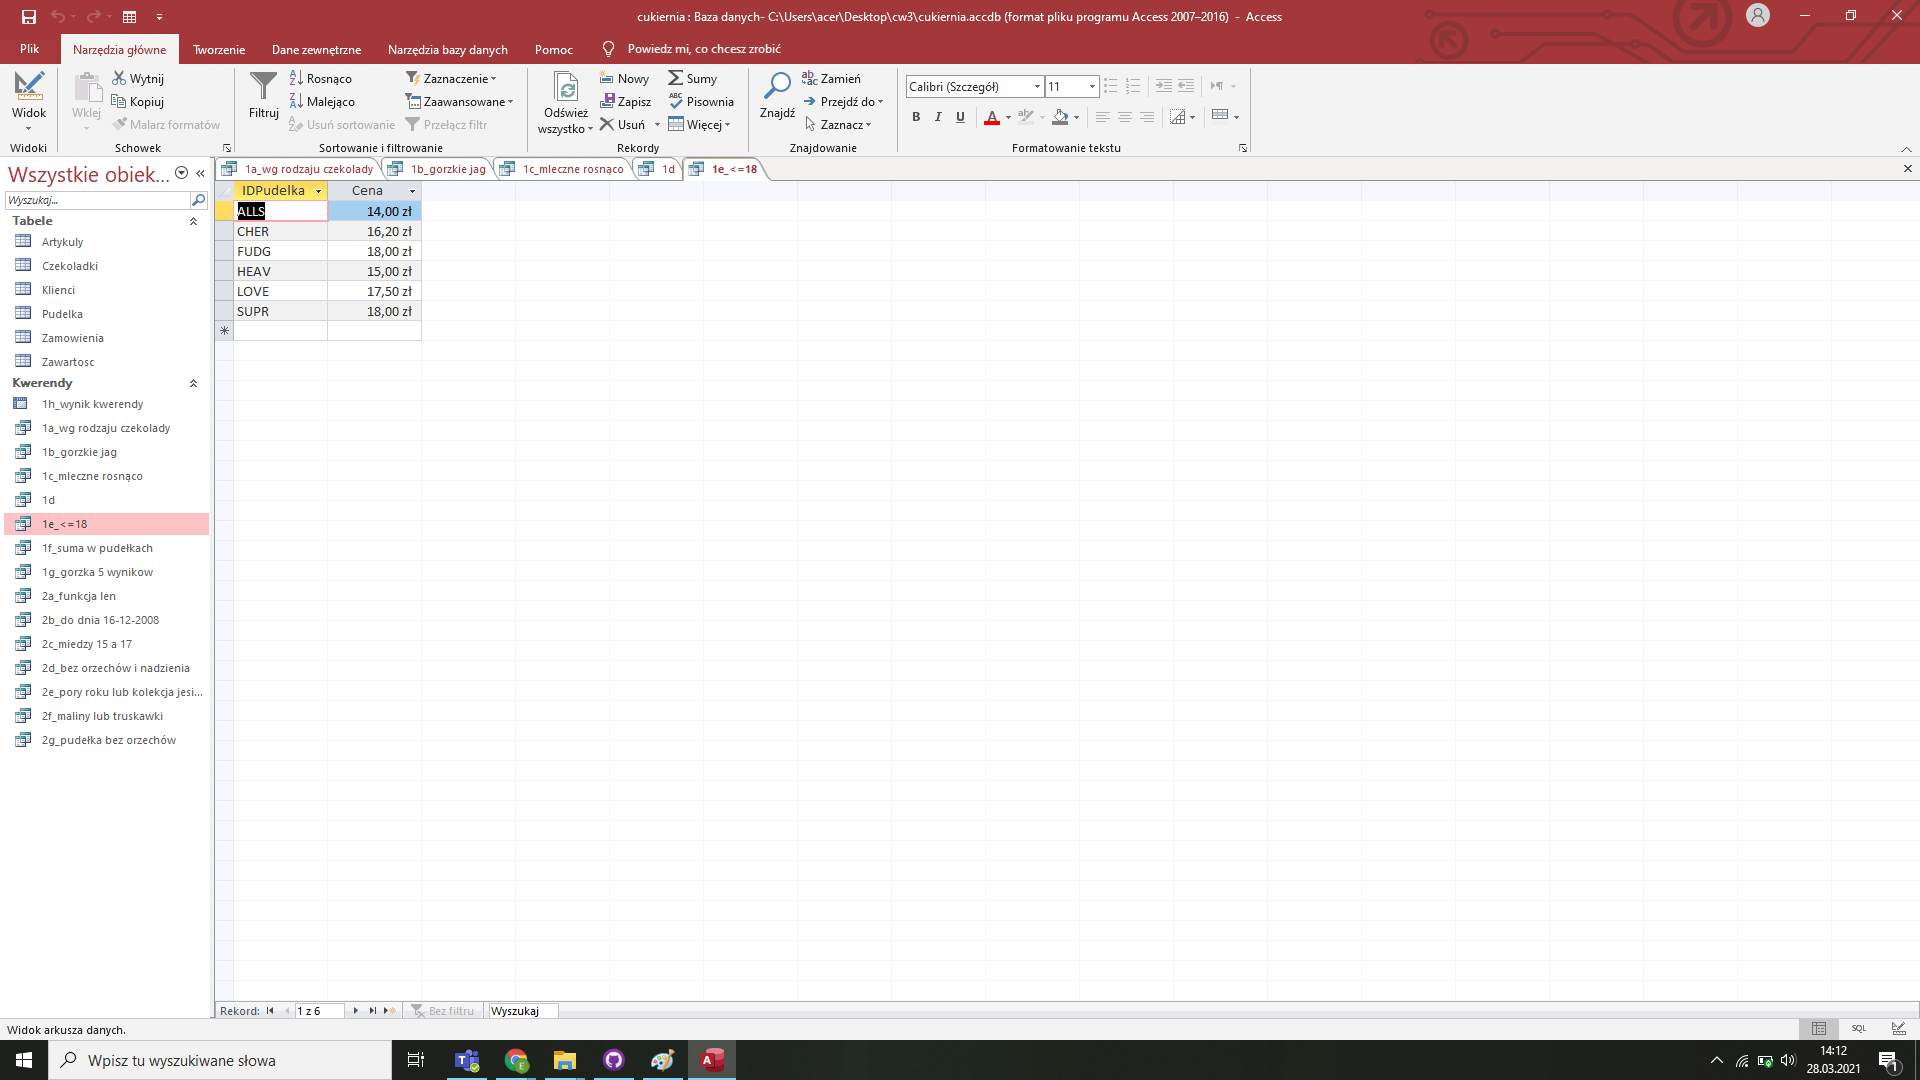 cukiernia : Baza danych- C:\Users\acer\Desktop\cw3\cukiernia.accdb (format pliku programu Access 2007–2016) - Access
Plik Narzędzia główne Tworzenie Dane zewnętrzne Narzędzia bazy danych Pomoc Powiedz mi, co chcesz zrobić
Widok
Widoki
Wklej
Wytnij
Kopiuj
Malarz formatów
Schowek
Filtruj
Rosnąco
Malejąco
Usuń sortowanie
Zaznaczenie
Zaawansowane
Przełącz filtr
Sortowanie i filtrowanie
Odśwież
wszystko
Nowy
Zapisz
Usuń
Sumy
Pisownia
Więcej
Rekordy
Znajdź
Zamień
Przejdź do
Zaznacz
Znajdowanie
Calibri (Szczegół) 11
B I U A
Formatowanie tekstu
Wszystkie obiek...
Wyszukaj...
Tabele
Artykuly
Czekoladki
Klienci
Pudelka
Zamowienia
Zawartosc
Kwerendy
1h_wynik kwerendy
1a_wg rodzaju czekolady
1b_gorzkie jag
1c_mleczne rosnąco
1d
1e_<=18
1f_suma w pudełkach
1g_gorzka 5 wynikow
2a_funkcja len
2b_do dnia 16-12-2008
2c_miedzy 15 a 17
2d_bez orzechów i nadzienia
2e_pory roku lub kolekcja jesi...
2f_maliny lub truskawki
2g_pudełka bez orzechów
1a_wg rodzaju czekolady 1b_gorzkie jag 1c_mleczne rosnąco 1d 1e_<=18
IDPudelka Cena
ALLS 14,00 zł
CHER 16,20 zł
FUDG 18,00 zł
HEAV 15,00 zł
LOVE 17,50 zł
SUPR 18,00 zł
Rekord: 1 z 6 Bez filtru Wyszukaj
Widok arkusza danych.
SQL
Wpisz tu wyszukiwane słowa
14:12
28.03.2021
1